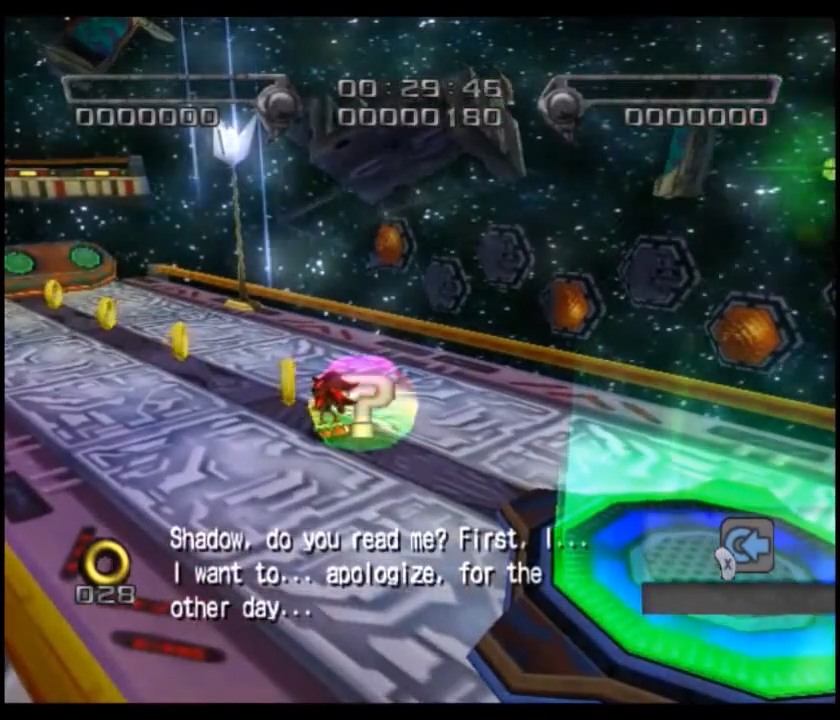 00:29:46
0000000 00000180 0000000
?
Shadow, do you read me? First, I...
I want to... apologize, for the
other day...
028
X